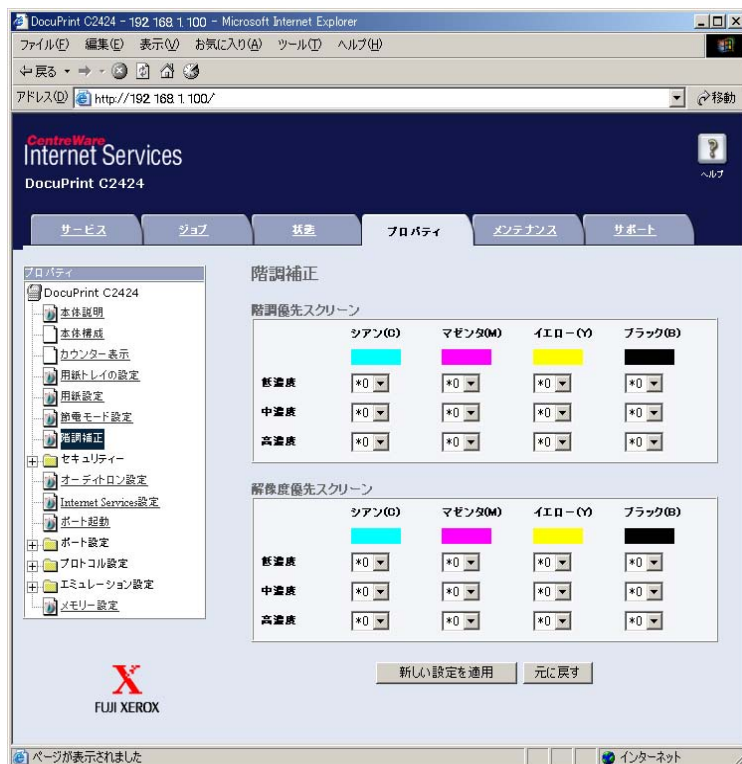 DocuPrint C2424 - 192.168.1.100 - Microsoft Internet Explorer
ファイル(F) 編集(E) 表示(V) お気に入り(A) ツール(T) ヘルプ(H)
戻る
アドレス(D) http://192.168.1.100/ 移動
CentreWare
Internet Services
DocuPrint C2424
ヘルプ
サービス ジョブ 状態 プロパティ メンテナンス サポート
プロパティ
DocuPrint C2424
本体説明
本体構成
カウンター表示
用紙トレイの設定
用紙設定
節電モード設定
階調補正
セキュリティー
オーディトロン設定
Internet Services設定
ポート起動
ポート設定
プロトコル設定
エミュレーション設定
メモリー設定
FUJI XEROX
階調補正
階調優先スクリーン
シアン(C) マゼンタ(M) イエロー(Y) ブラック(B)
低濃度 *0 *0 *0 *0
中濃度 *0 *0 *0 *0
高濃度 *0 *0 *0 *0
解像度優先スクリーン
シアン(C) マゼンタ(M) イエロー(Y) ブラック(B)
低濃度 *0 *0 *0 *0
中濃度 *0 *0 *0 *0
高濃度 *0 *0 *0 *0
新しい設定を適用 元に戻す
ページが表示されました インターネット